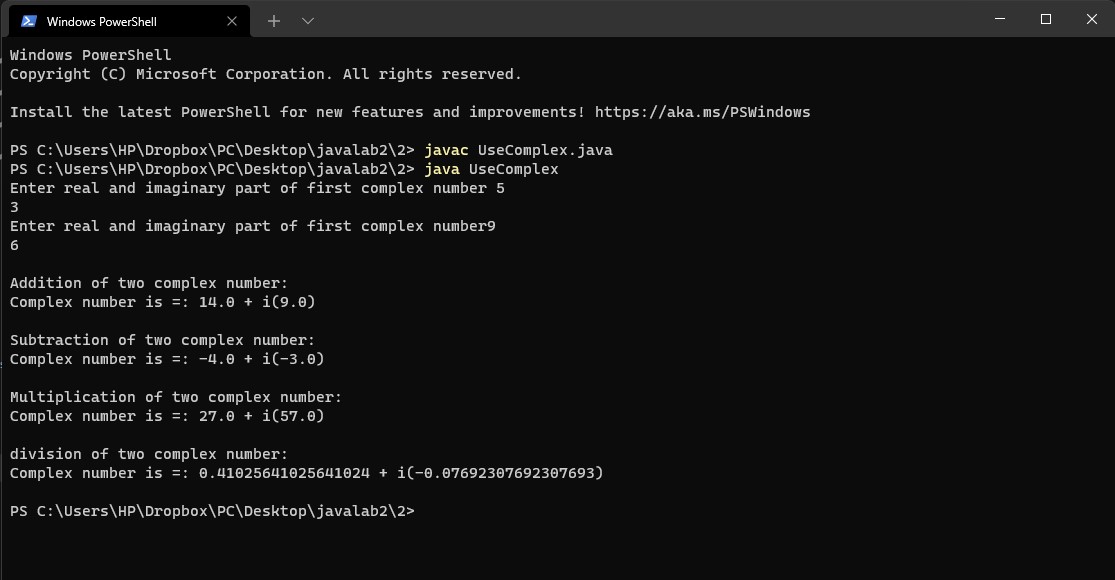 Windows PowerShell
Windows PowerShell
Copyright (C) Microsoft Corporation. All rights reserved.
Install the latest PowerShell for new features and improvements! https://aka.ms/PSWindows
PS C:\Users\HP\Dropbox\PC\Desktop\javalab2\2> javac UseComplex.java
PS C:\Users\HP\Dropbox\PC\Desktop\javalab2\2> java UseComplex
Enter real and imaginary part of first complex number 5
3
Enter real and imaginary part of first complex number9
6
Addition of two complex number:
Complex number is =: 14.0 + i(9.0)
Subtraction of two complex number:
Complex number is =: -4.0 + i(-3.0)
Multiplication of two complex number:
Complex number is =: 27.0 + i(57.0)
division of two complex number:
Complex number is =: 0.41025641025641024 + i(-0.07692307692307693)
PS C:\Users\HP\Dropbox\PC\Desktop\javalab2\2>